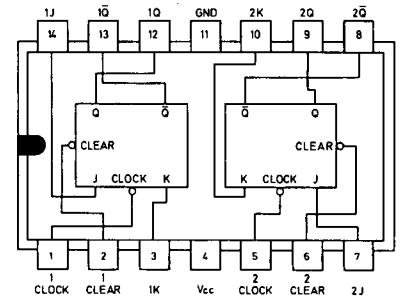 1J 1Q̅ 1Q GND 2K 2Q 2Q̅
14 13 12 11 10 9 8
Q Q̅ Q̅ Q
CLEAR CLEAR
J CLOCK K K CLOCK J
1 2 3 4 5 6 7
1 CLOCK 1 CLEAR 1K Vcc 2 CLOCK 2 CLEAR 2J